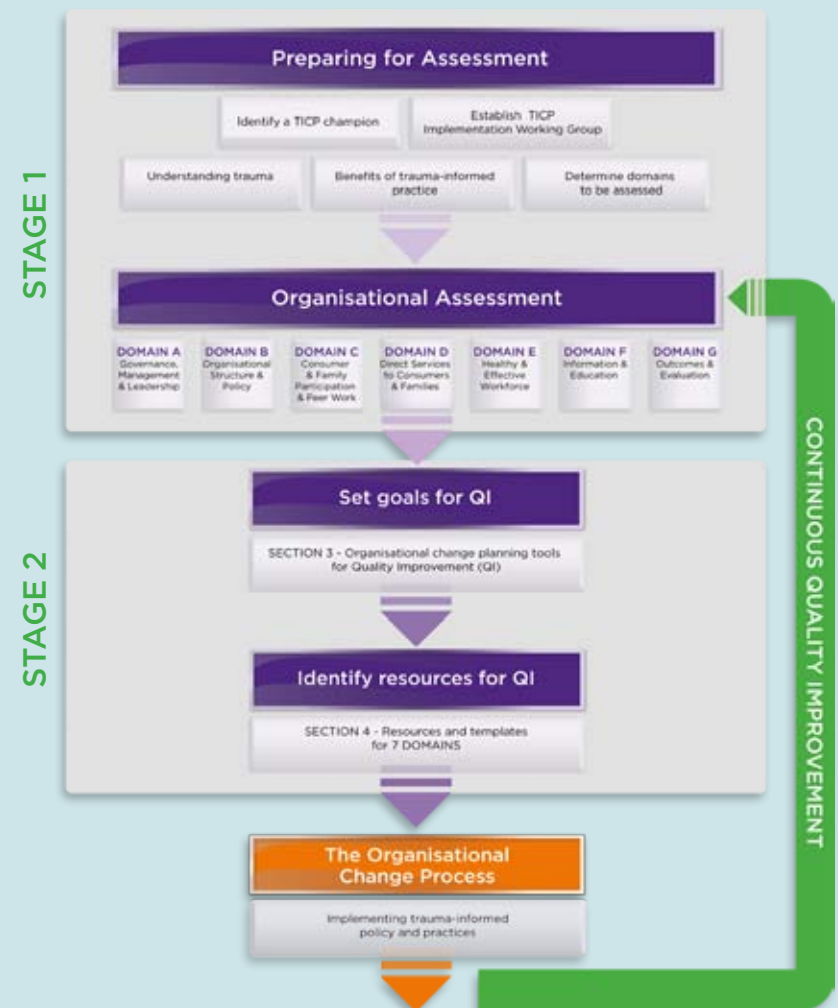 STAGE 1
Preparing for Assessment
Identify a TICP champion
Establish TICP
Implementation Working Group
Understanding trauma
Benefits of trauma-informed
practice
Determine domains
to be assessed
Organisational Assessment
DOMAIN A
Governance,
Management
& Leadership
DOMAIN B
Organisational
Structure &
Policy
DOMAIN C
Consumer
& Family
Participation
& Peer Work
DOMAIN D
Direct Services
to Consumers
& Families
DOMAIN E
Healthy &
Effective
Workforce
DOMAIN F
Information &
Education
DOMAIN G
Outcomes &
Evaluation
STAGE 2
Set goals for QI
SECTION 3 - Organisational change planning tools
for Quality Improvement (QI)
Identify resources for QI
SECTION 4 - Resources and templates
for 7 DOMAINS
The Organisational
Change Process
Implementing trauma-informed
policy and practices
CONTINUOUS QUALITY IMPROVEMENT